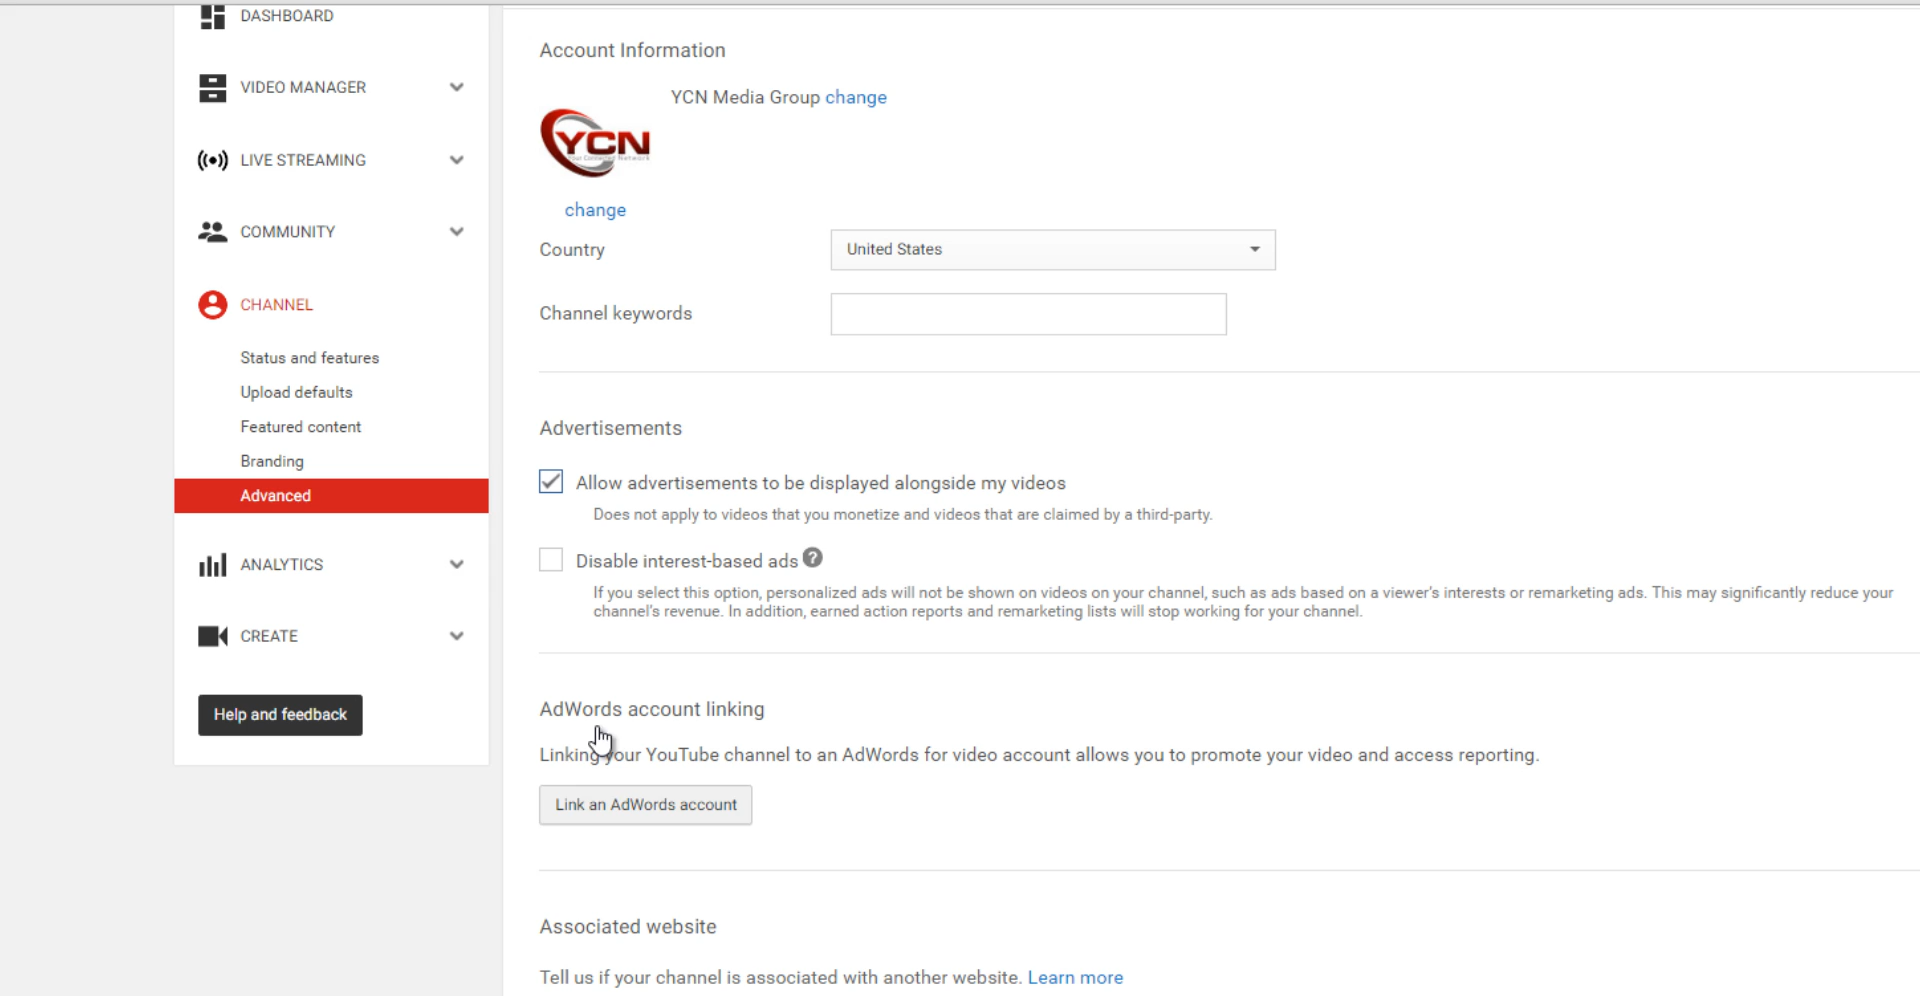 DASHBOARD
VIDEO MANAGER
LIVE STREAMING
COMMUNITY
CHANNEL
Status and features
Upload defaults
Featured content
Branding
Advanced
ANALYTICS
CREATE
Help and feedback
Account Information
YCN Media Group change
YCN
Your Connected Network
change
Country
United States
Channel keywords
Advertisements
Allow advertisements to be displayed alongside my videos
Does not apply to videos that you monetize and videos that are claimed by a third-party.
Disable interest-based ads ?
If you select this option, personalized ads will not be shown on videos on your channel, such as ads based on a viewer's interests or remarketing ads. This may significantly reduce your
channel's revenue. In addition, earned action reports and remarketing lists will stop working for your channel.
AdWords account linking
Linking your YouTube channel to an AdWords for video account allows you to promote your video and access reporting.
Link an AdWords account
Associated website
Tell us if your channel is associated with another website. Learn more